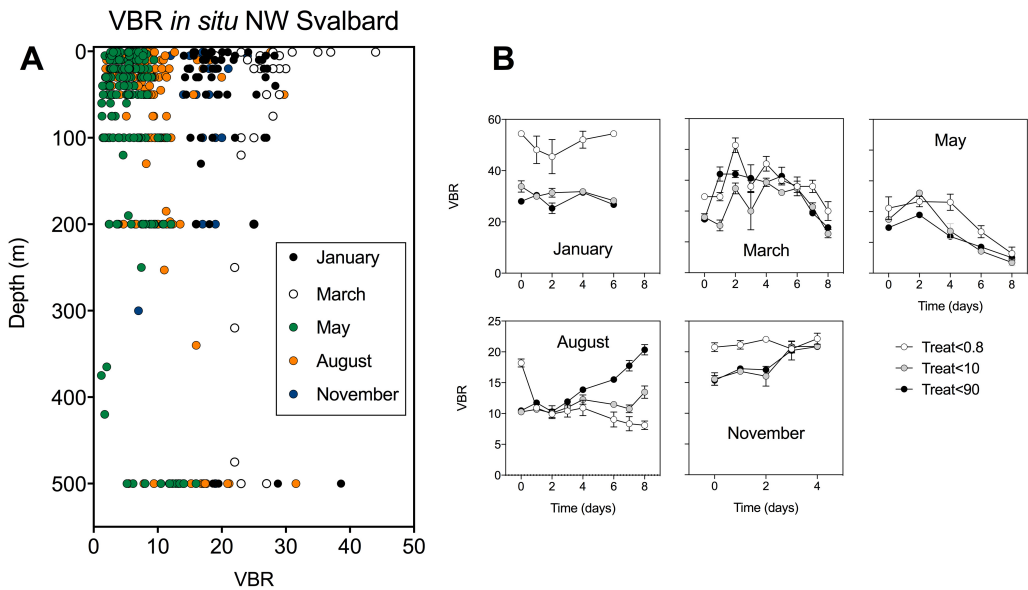 VBR in situ NW Svalbard
A
0
100
200
300
400
500
Depth (m)
0 10 20 30 40 50
VBR
January
March
May
August
November
B
60
40
20
0
VBR
January
0 2 4 6 8
March
0 2 4 6 8
May
0 2 4 6 8
Time (days)
25
20
15
10
5
0
VBR
August
0 2 4 6 8
Time (days)
November
0 2 4
Time (days)
Treat<0.8
Treat<10
Treat<90